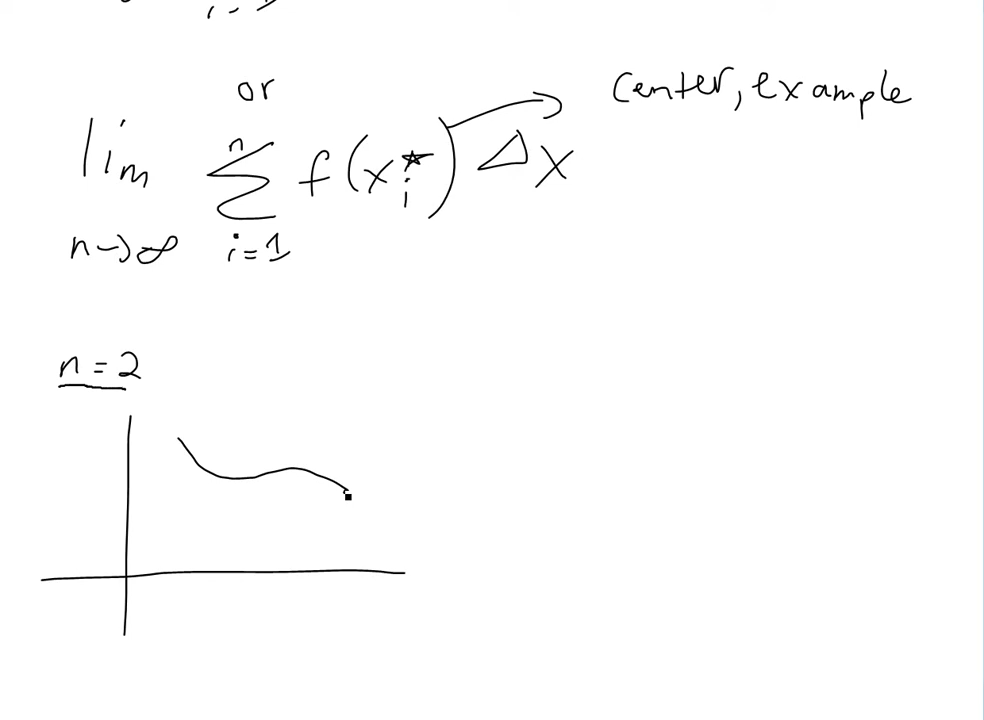 or
center, example
lim n→∞ n Σ i=1 f(x*i) Δx
n = 2